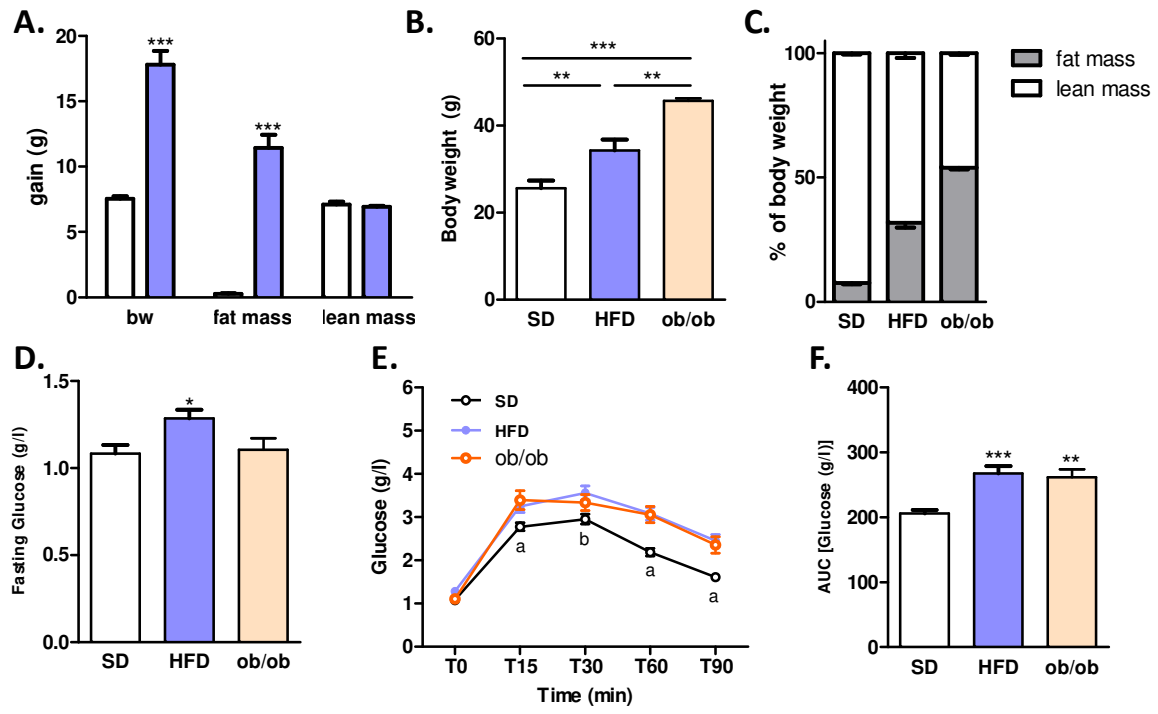 A.
gain (g)
20
15
10
5
0
***
***
bw fat mass lean mass
B.
Body weight (g)
60
40
20
0
***
** **
SD HFD ob/ob
C.
% of body weight
100
50
0
SD HFD ob/ob
fat mass
lean mass
D.
Fasting Glucose (g/l)
1.5
1.0
0.5
0.0
*
SD HFD ob/ob
E.
Glucose (g/l)
6
5
4
3
2
1
0
SD
HFD
ob/ob
a b a a
T0 T15 T30 T60 T90
Time (min)
F.
AUC [Glucose (g/l)]
400
300
200
100
0
*** **
SD HFD ob/ob